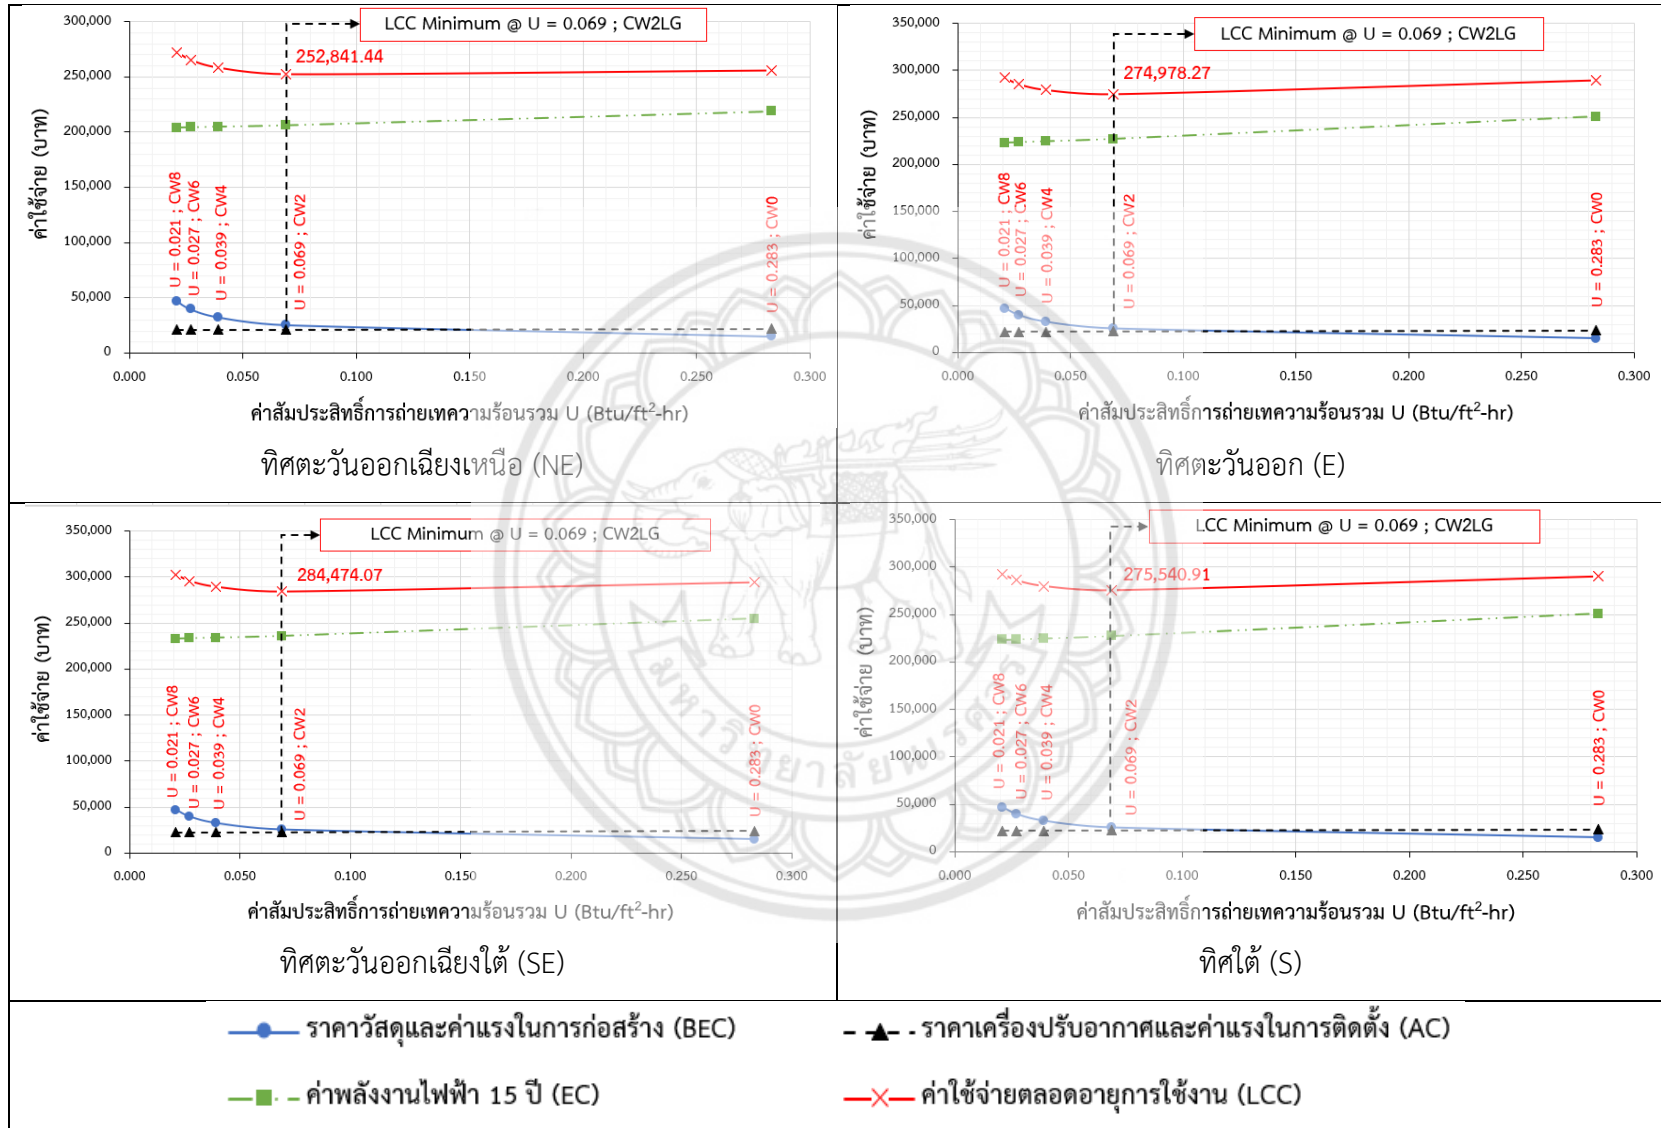 LCC Minimum @ U = 0.069 ; CW2LG
252,841.44
300,000
250,000
200,000
150,000
100,000
50,000
0
ค่าใช้จ่าย (บาท)
U = 0.021 ; CW8
U = 0.027 ; CW6
U = 0.039 ; CW4
U = 0.069 ; CW2
U = 0.283 ; CW0
0.000 0.050 0.100 0.150 0.200 0.250 0.300
ค่าสัมประสิทธิ์การถ่ายเทความร้อนรวม U (Btu/ft²-hr)
ทิศตะวันออกเฉียงเหนือ (NE)
LCC Minimum @ U = 0.069 ; CW2LG
274,978.27
350,000
300,000
250,000
200,000
150,000
100,000
50,000
0
ค่าใช้จ่าย (บาท)
U = 0.021 ; CW8
U = 0.027 ; CW6
U = 0.039 ; CW4
U = 0.069 ; CW2
U = 0.283 ; CW0
0.000 0.050 0.100 0.150 0.200 0.250 0.300
ค่าสัมประสิทธิ์การถ่ายเทความร้อนรวม U (Btu/ft²-hr)
ทิศตะวันออก (E)
LCC Minimum @ U = 0.069 ; CW2LG
284,474.07
350,000
300,000
250,000
200,000
150,000
100,000
50,000
0
ค่าใช้จ่าย (บาท)
U = 0.021 ; CW8
U = 0.027 ; CW6
U = 0.039 ; CW4
U = 0.069 ; CW2
U = 0.283 ; CW0
0.000 0.050 0.100 0.150 0.200 0.250 0.300
ค่าสัมประสิทธิ์การถ่ายเทความร้อนรวม U (Btu/ft²-hr)
ทิศตะวันออกเฉียงใต้ (SE)
LCC Minimum @ U = 0.069 ; CW2LG
275,540.91
350,000
300,000
250,000
200,000
150,000
100,000
50,000
0
ค่าใช้จ่าย (บาท)
U = 0.021 ; CW8
U = 0.027 ; CW6
U = 0.039 ; CW4
U = 0.069 ; CW2
U = 0.283 ; CW0
0.000 0.050 0.100 0.150 0.200 0.250 0.300
ค่าสัมประสิทธิ์การถ่ายเทความร้อนรวม U (Btu/ft²-hr)
ทิศใต้ (S)
มหาวิทยาลัยนเรศวร
ราคาวัสดุและค่าแรงในการก่อสร้าง (BEC)
ราคาเครื่องปรับอากาศและค่าแรงในการติดตั้ง (AC)
ค่าพลังงานไฟฟ้า 15 ปี (EC)
ค่าใช้จ่ายตลอดอายุการใช้งาน (LCC)